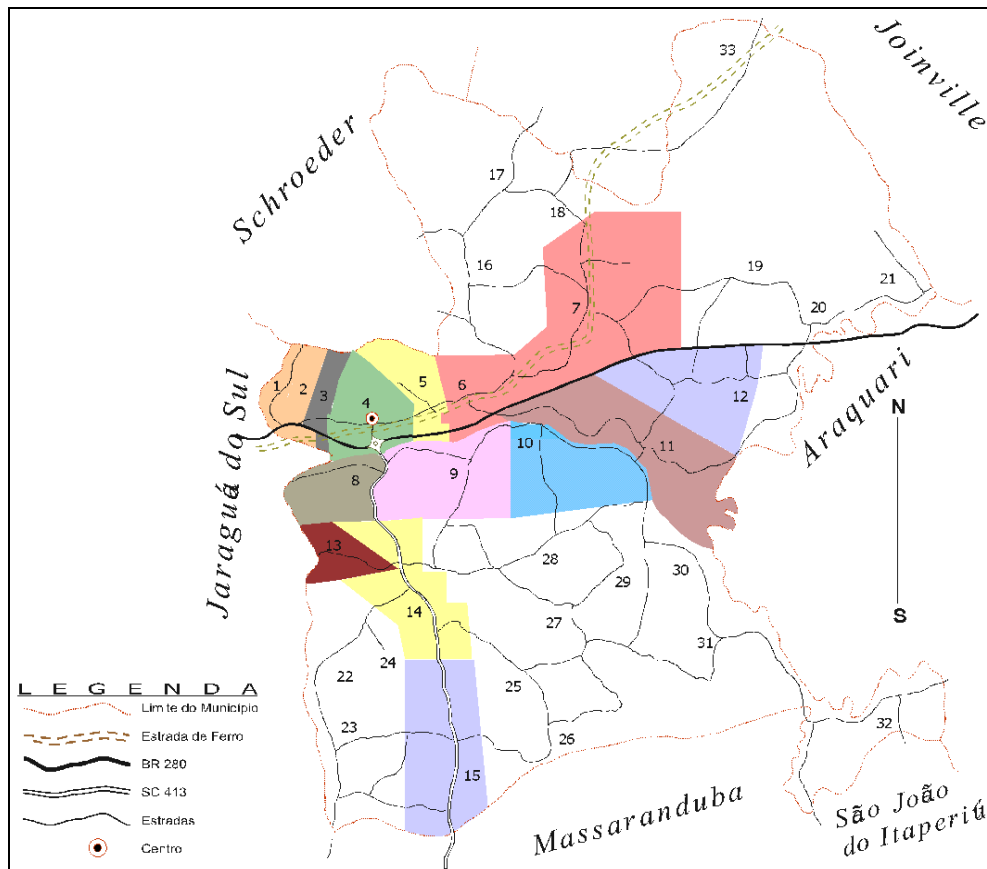 Joinville
33
Schroeder
17
18
16
19
21
7
20
Araquari
5
6
1
2
3
4
12
N
Jaraguá do Sul
10
11
9
8
13
28
30
29
S
14
27
31
24
22
25
LEGENDA
Limite do Município
23
32
Estrada de Ferro
26
BR 280
15
SC 413
Massaranduba
São João
do Itaperiú
Estradas
Centro